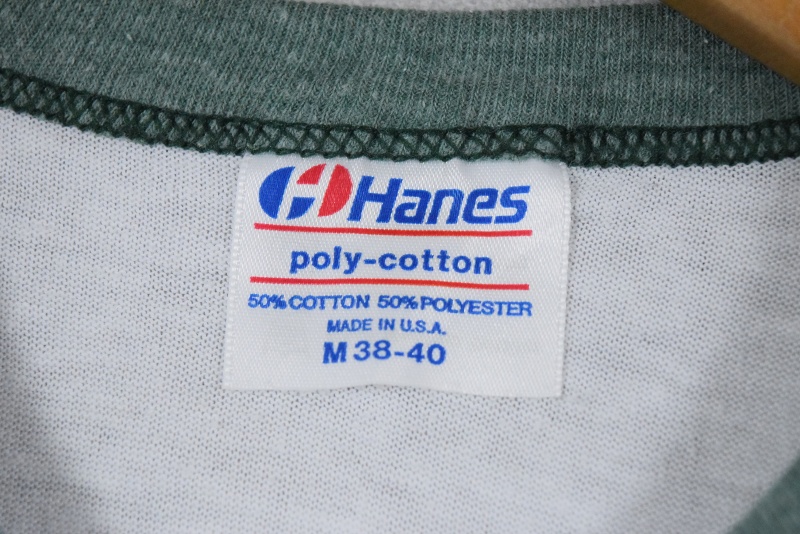 Hanes
poly-cotton
50% COTTON 50% POLYESTER
MADE IN U.S.A.
M 38-40